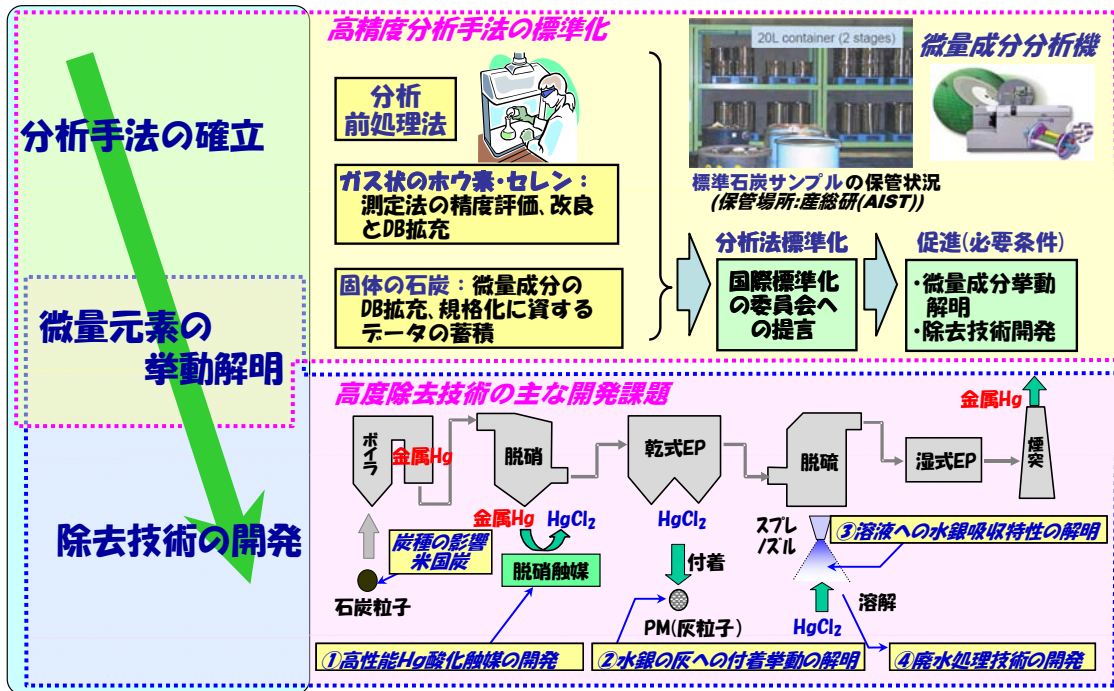 分析手法の確立
微量元素の
挙動解明
除去技術の開発
高精度分析手法の標準化
分析
前処理法
ガス状のホウ素・セレン：
測定法の精度評価、改良
とDB拡充
固体の石炭：微量成分の
DB拡充、規格化に資する
データの蓄積
20L container (2 stages)
微量成分分析機
標準石炭サンプルの保管状況
(保管場所:産総研(AIST))
分析法標準化
国際標準化
の委員会へ
の提言
促進(必要条件)
・微量成分挙動
解明
・除去技術開発
高度除去技術の主な開発課題
ボイラ
金属Hg
脱硝
乾式EP
脱硫
湿式EP
煙突
金属Hg
金属Hg
HgCl2
脱硝触媒
HgCl2
付着
PM(灰粒子)
スプレ
ノズル
溶解
HgCl2
炭種の影響
米国炭
石炭粒子
①高性能Hg酸化触媒の開発
②水銀の灰への付着挙動の解明
③溶液への水銀吸収特性の解明
④廃水処理技術の開発